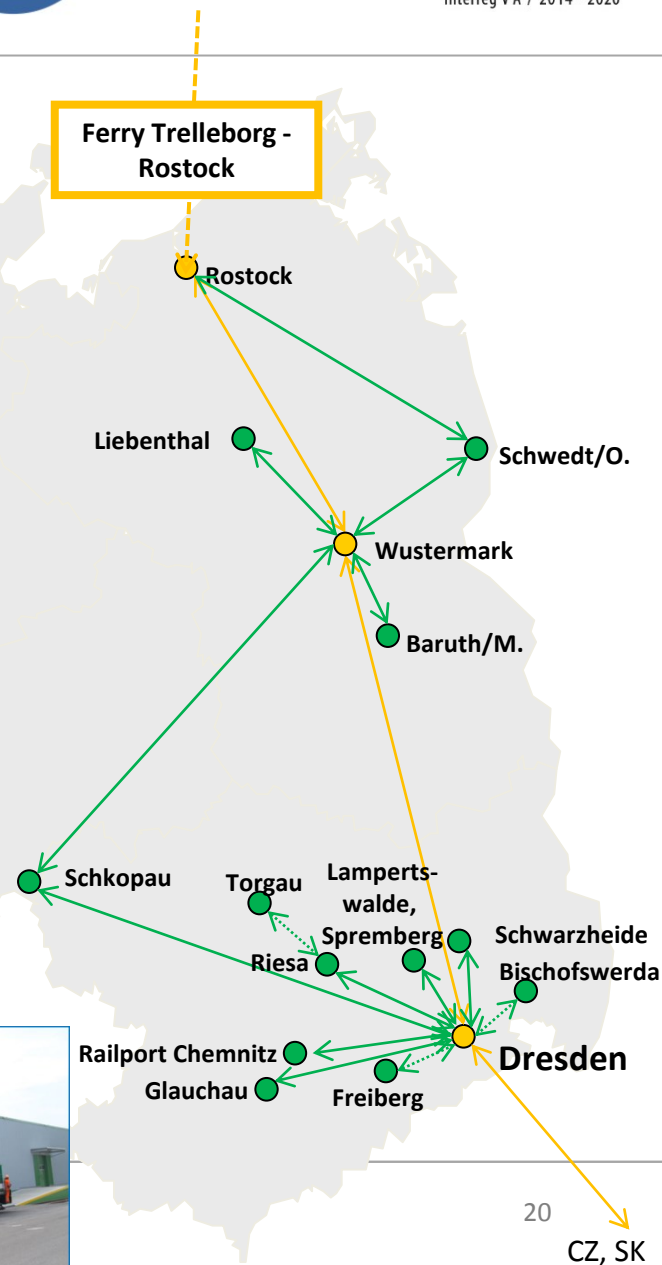 Interreg V A / 2014 - 2020
Ferry Trelleborg -
Rostock
Rostock
Liebenthal
Schwedt/O.
Wustermark
Baruth/M.
Schkopau
Torgau
Lamperts-
walde,
Spremberg
Schwarzheide
Riesa
Bischofswerda
Railport Chemnitz
Dresden
Glauchau
Freiberg
20
CZ, SK